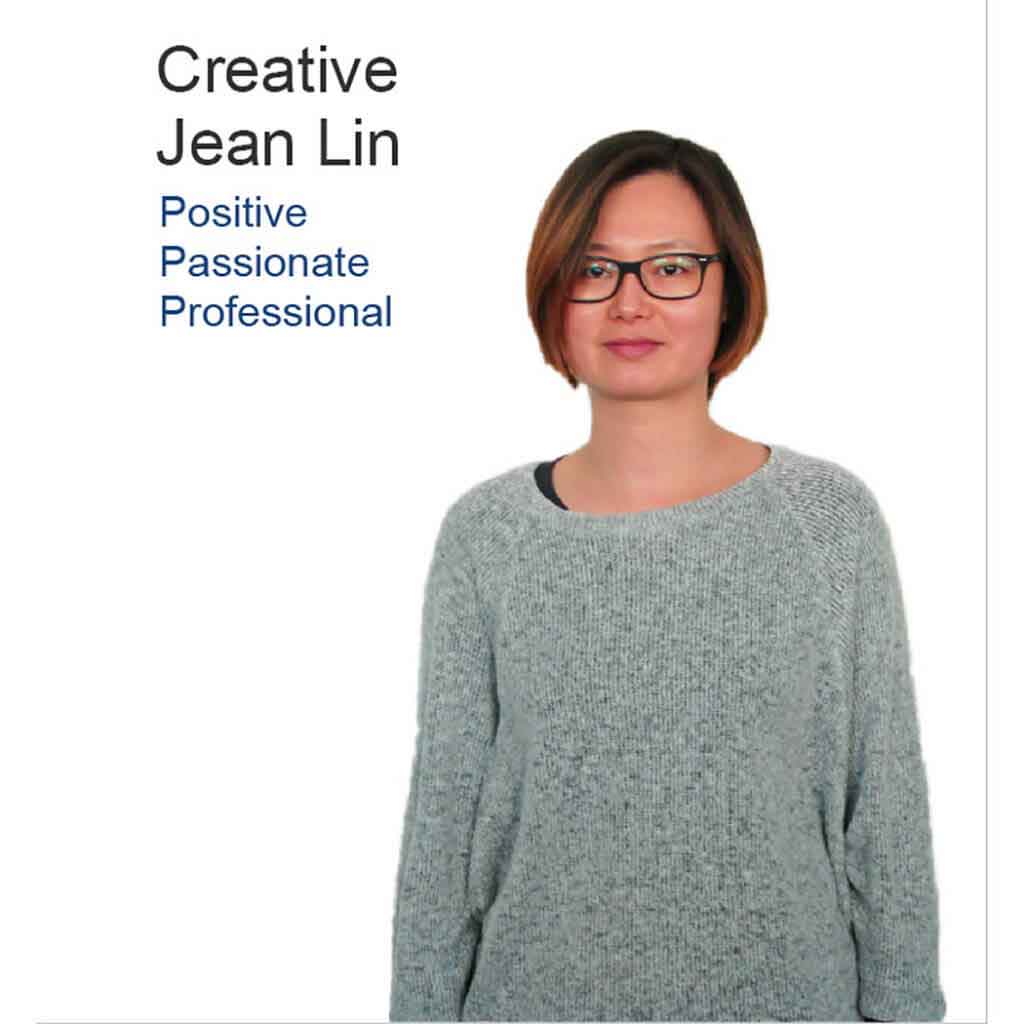 Creative
Jean Lin
Positive
Passionate
Professional